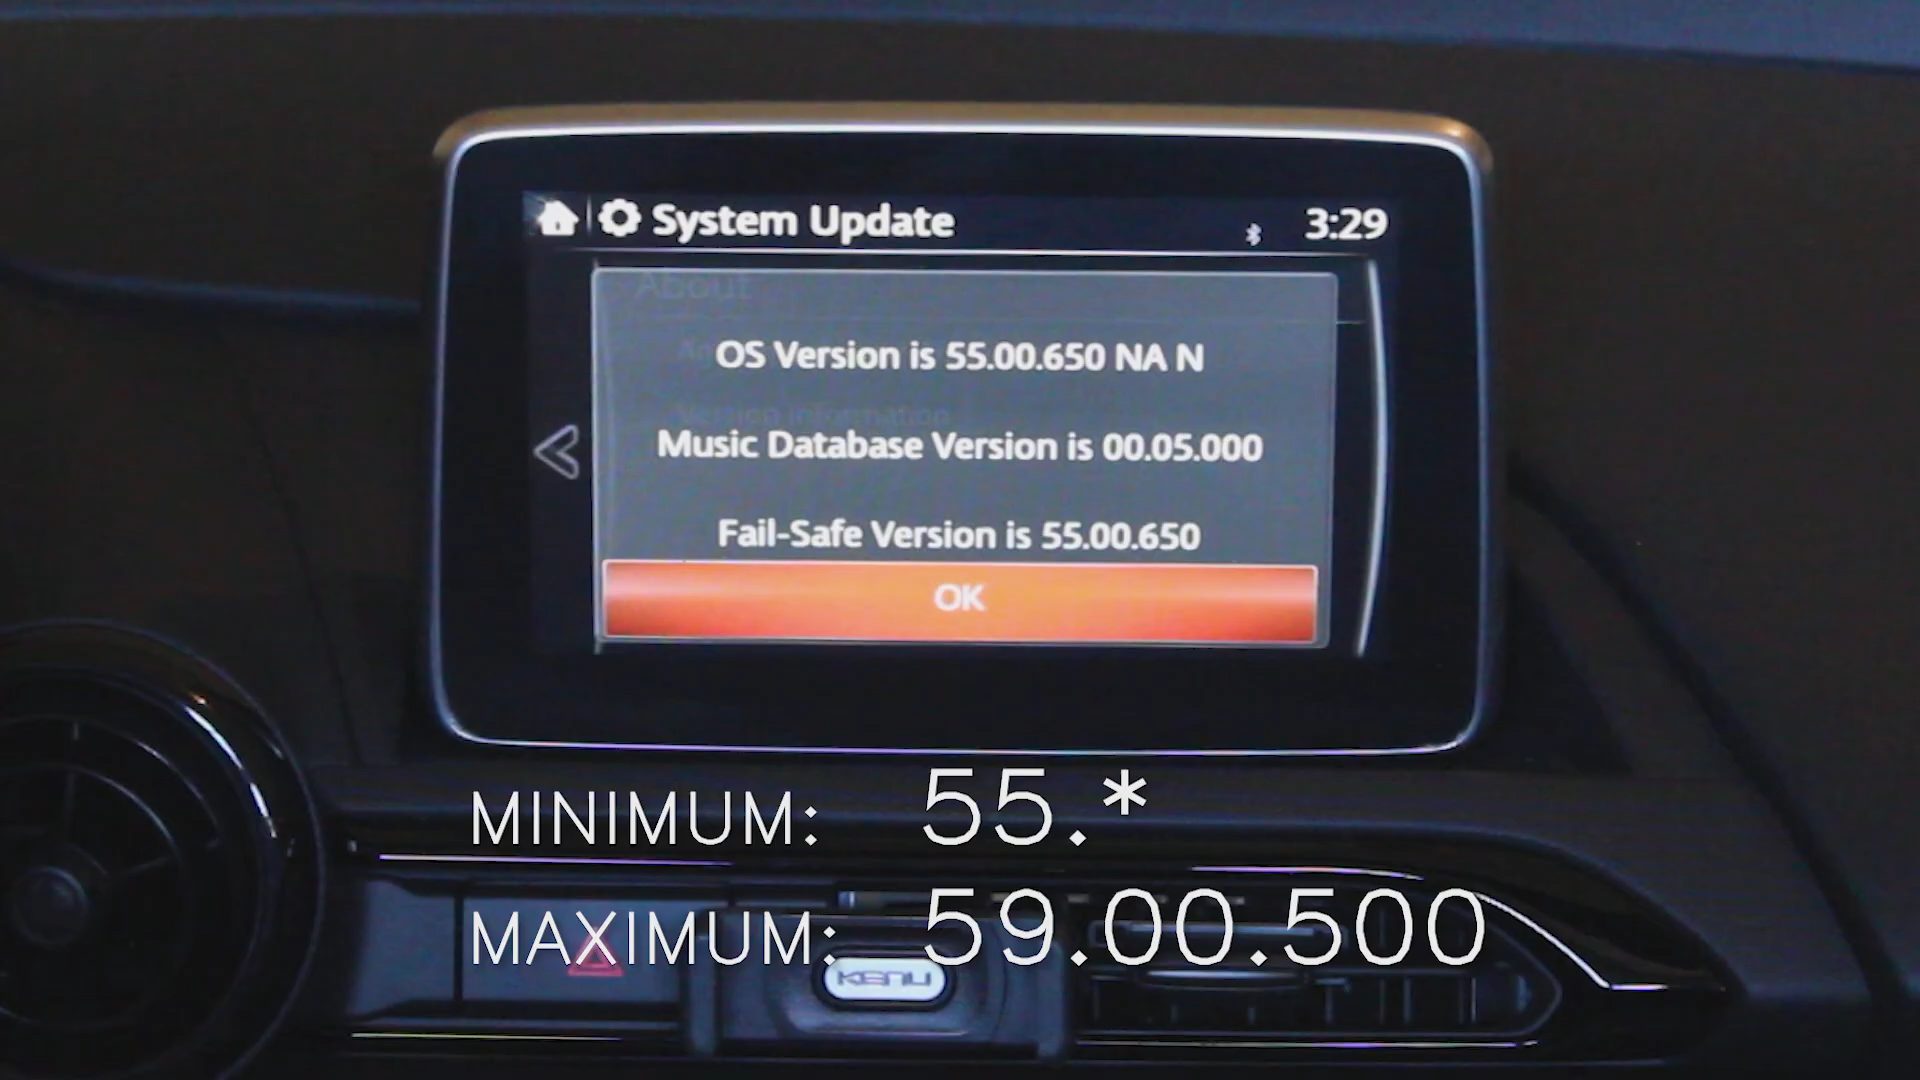 System Update
3:29
About
OS Version is 55.00.650 NA N
Version Information
Music Database Version is 00.05.000
Fail-Safe Version is 55.00.650
OK
MINIMUM: 55.*
MAXIMUM: 59.00.500
KENU